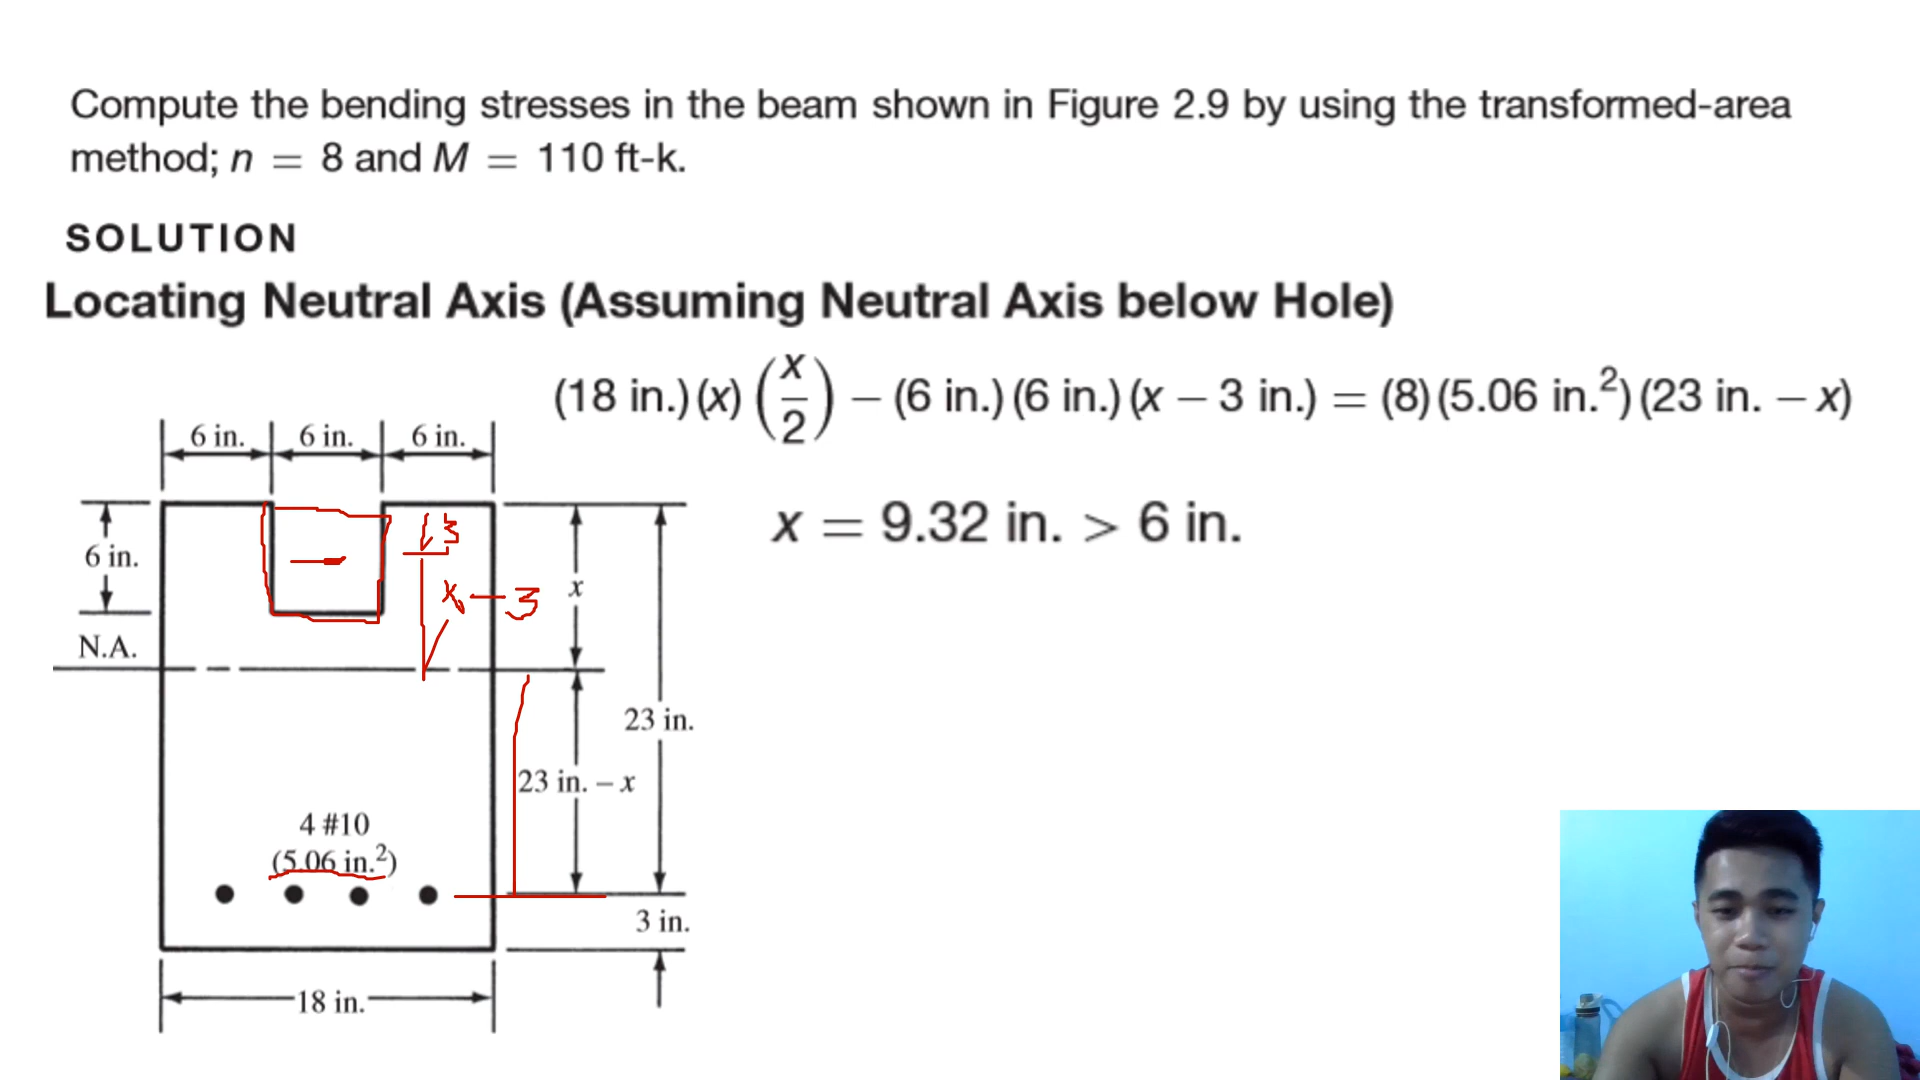 Compute the bending stresses in the beam shown in Figure 2.9 by using the transformed-area
method; n = 8 and M = 110 ft-k.
SOLUTION
Locating Neutral Axis (Assuming Neutral Axis below Hole)
(18 in.)(x)(x/2) – (6 in.)(6 in.)(x – 3 in.) = (8)(5.06 in.²)(23 in. – x)
x = 9.32 in. > 6 in.
6 in. 6 in. 6 in.
3
6 in.
x – 3
x
N.A.
23 in.
23 in. – x
4 #10
(5.06 in.²)
3 in.
18 in.